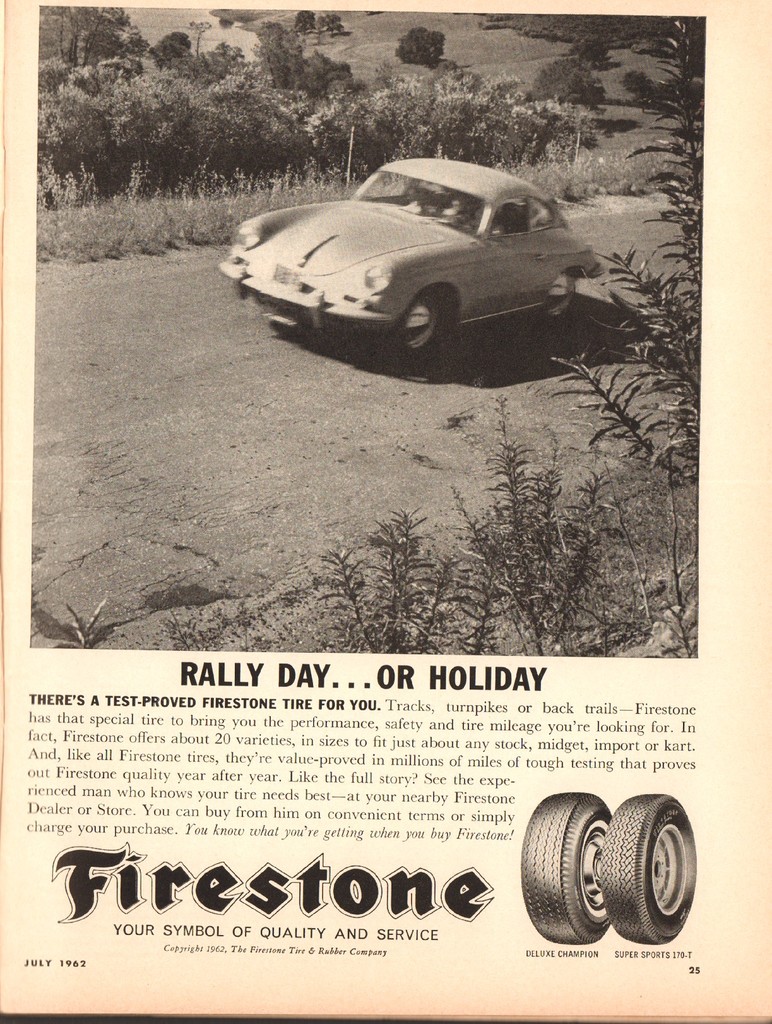 RALLY DAY...OR HOLIDAY
THERE'S A TEST-PROVED FIRESTONE TIRE FOR YOU. Tracks, turnpikes or back trails—Firestone
has that special tire to bring you the performance, safety and tire mileage you're looking for. In
fact, Firestone offers about 20 varieties, in sizes to fit just about any stock, midget, import or kart.
And, like all Firestone tires, they're value-proved in millions of miles of tough testing that proves
out Firestone quality year after year. Like the full story? See the expe-
rienced man who knows your tire needs best—at your nearby Firestone
Dealer or Store. You can buy from him on convenient terms or simply
charge your purchase. You know what you're getting when you buy Firestone!
Firestone
YOUR SYMBOL OF QUALITY AND SERVICE
Copyright 1962, The Firestone Tire & Rubber Company
DELUXE CHAMPION
SUPER SPORTS 170-T
JULY 1962
25